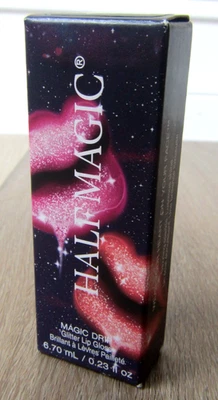 HALF MAGIC®
MAGIC DRIP
Glitter Lip Gloss
Brillant à Lèvres Pailleté
6.70 mL / 0.23 fl oz